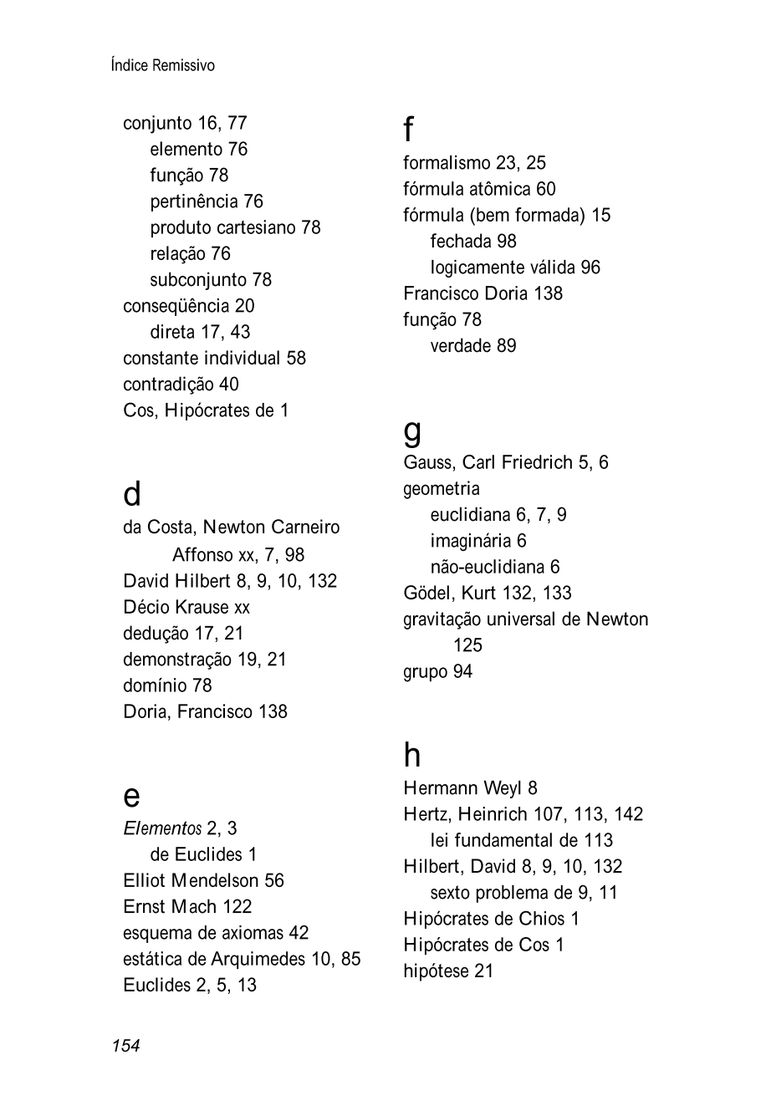 Índice Remissivo
conjunto 16, 77
elemento 76
função 78
pertinência 76
produto cartesiano 78
relação 76
subconjunto 78
conseqüência 20
direta 17, 43
constante individual 58
contradição 40
Cos, Hipócrates de 1
d
da Costa, Newton Carneiro
Affonso xx, 7, 98
David Hilbert 8, 9, 10, 132
Décio Krause xx
dedução 17, 21
demonstração 19, 21
domínio 78
Doria, Francisco 138
e
Elementos 2, 3
de Euclides 1
Elliot Mendelson 56
Ernst Mach 122
esquema de axiomas 42
estática de Arquimedes 10, 85
Euclides 2, 5, 13
f
formalismo 23, 25
fórmula atômica 60
fórmula (bem formada) 15
fechada 98
logicamente válida 96
Francisco Doria 138
função 78
verdade 89
g
Gauss, Carl Friedrich 5, 6
geometria
euclidiana 6, 7, 9
imaginária 6
não-euclidiana 6
Gödel, Kurt 132, 133
gravitação universal de Newton
125
grupo 94
h
Hermann Weyl 8
Hertz, Heinrich 107, 113, 142
lei fundamental de 113
Hilbert, David 8, 9, 10, 132
sexto problema de 9, 11
Hipócrates de Chios 1
Hipócrates de Cos 1
hipótese 21
154